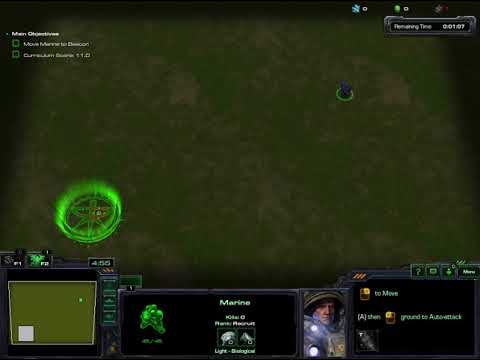 0 0
Remaining Time 0:01:07
Main Objectives
Move Marine to Beacon
Curriculum Score: 11.0
1
F1 F2 4:55
Menu
1
Marine
Kills: 0
Rank: Recruit
45/45
Light - Biological
to Move
[A] then ground to Auto-attack